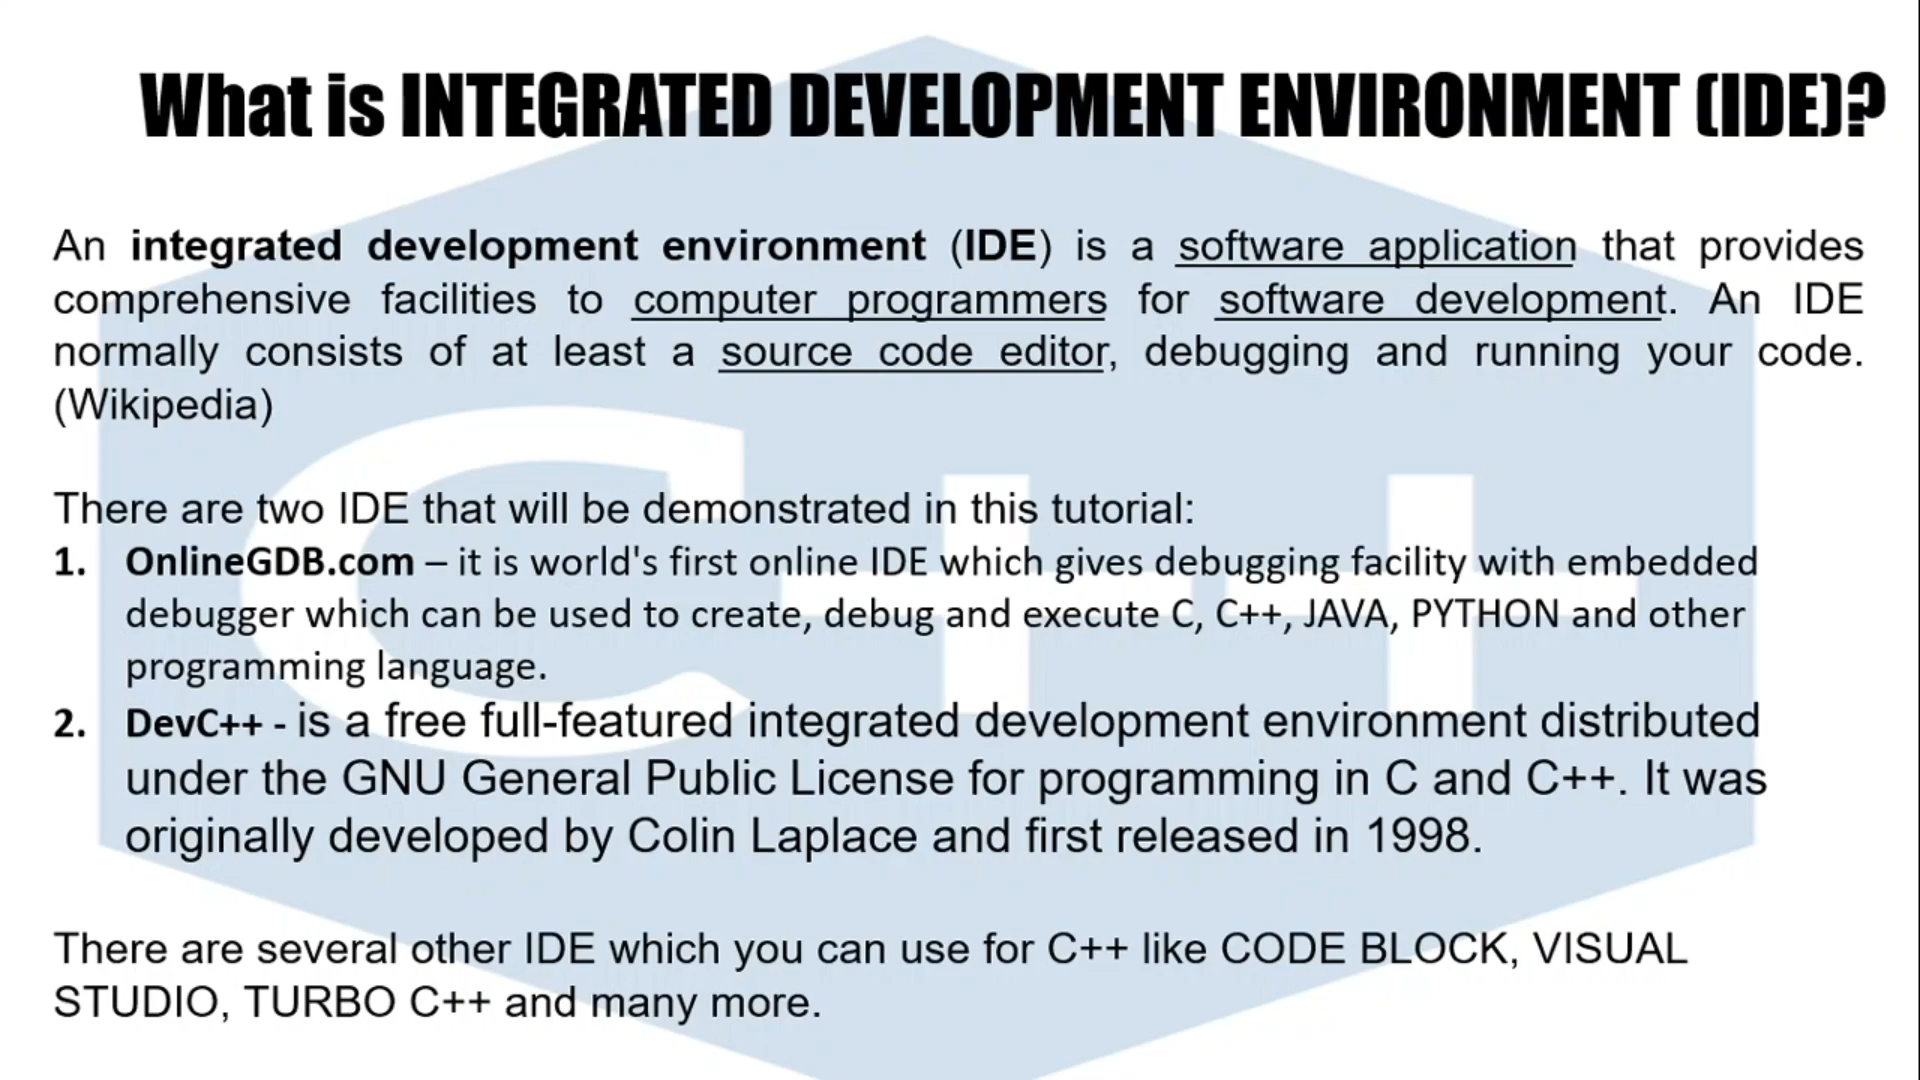 What is INTEGRATED DEVELOPMENT ENVIRONMENT (IDE)?
An integrated development environment (IDE) is a software application that provides
comprehensive facilities to computer programmers for software development. An IDE
normally consists of at least a source code editor, debugging and running your code.
(Wikipedia)
There are two IDE that will be demonstrated in this tutorial:
1. OnlineGDB.com – it is world's first online IDE which gives debugging facility with embedded
debugger which can be used to create, debug and execute C, C++, JAVA, PYTHON and other
programming language.
2. DevC++ - is a free full-featured integrated development environment distributed
under the GNU General Public License for programming in C and C++. It was
originally developed by Colin Laplace and first released in 1998.
There are several other IDE which you can use for C++ like CODE BLOCK, VISUAL
STUDIO, TURBO C++ and many more.
C++